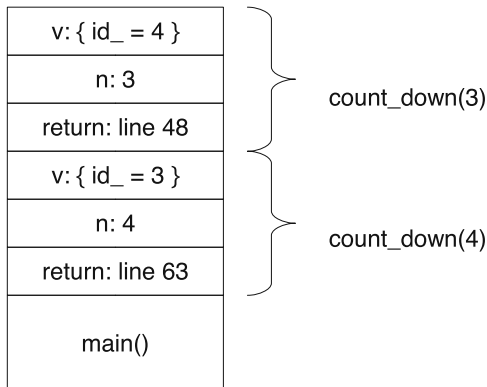 v: { id_ = 4 }
n: 3
return: line 48
count_down(3)
v: { id_ = 3 }
n: 4
return: line 63
count_down(4)
main()